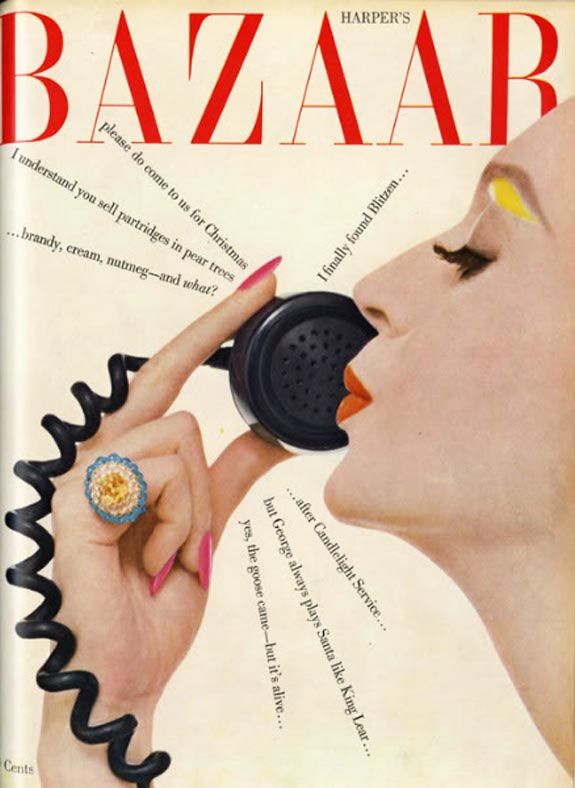 HARPER'S
BAZAAR
please do come to us for Christmas
I understand you sell partridges in pear trees
...brandy, cream, nutmeg—and what?
I finally found Blitzen...
...after Candlelight Service...
but George always plays Santa like King Lear...
yes, the goose came—but it's alive...
Cents